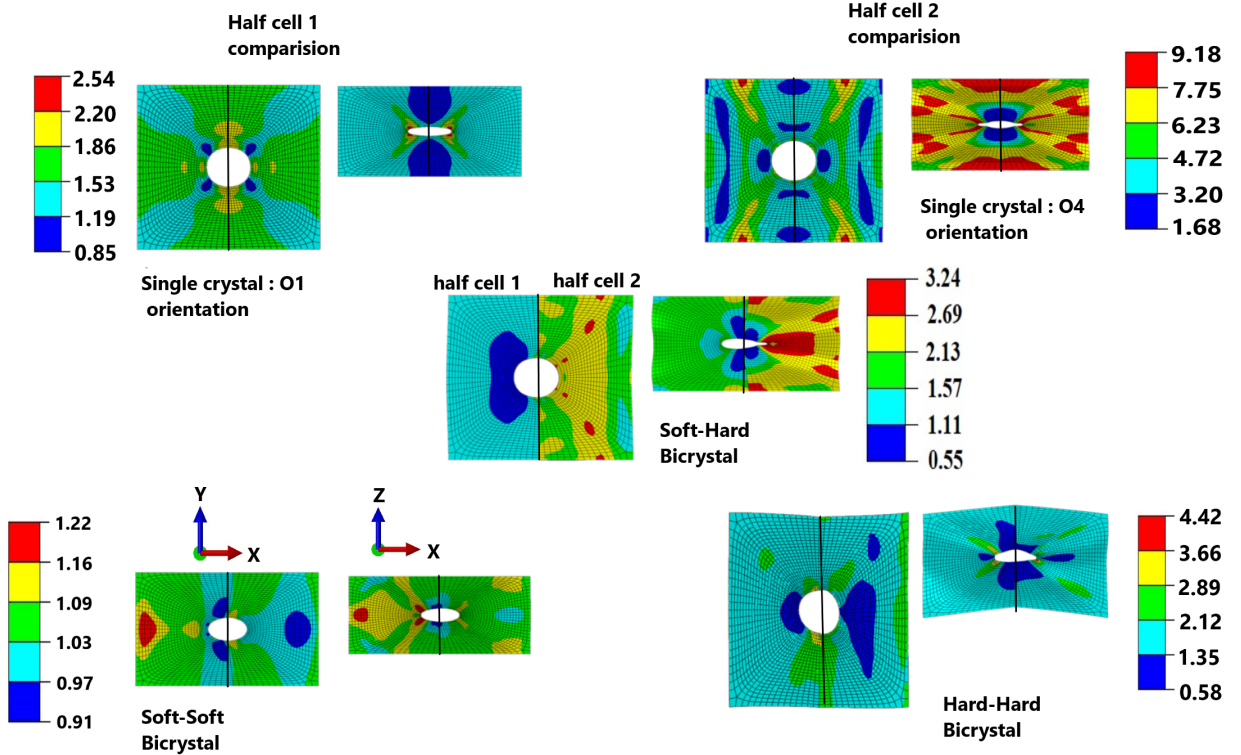 Half cell 1
comparision
Half cell 2
comparision
2.54
2.20
1.86
1.53
1.19
0.85
9.18
7.75
6.23
4.72
3.20
1.68
Single crystal : O4
orientation
Single crystal : O1
orientation
half cell 1 half cell 2
3.24
2.69
2.13
1.57
1.11
0.55
Soft-Hard
Bicrystal
Y
X
Z
X
1.22
1.16
1.09
1.03
0.97
0.91
Soft-Soft
Bicrystal
4.42
3.66
2.89
2.12
1.35
0.58
Hard-Hard
Bicrystal